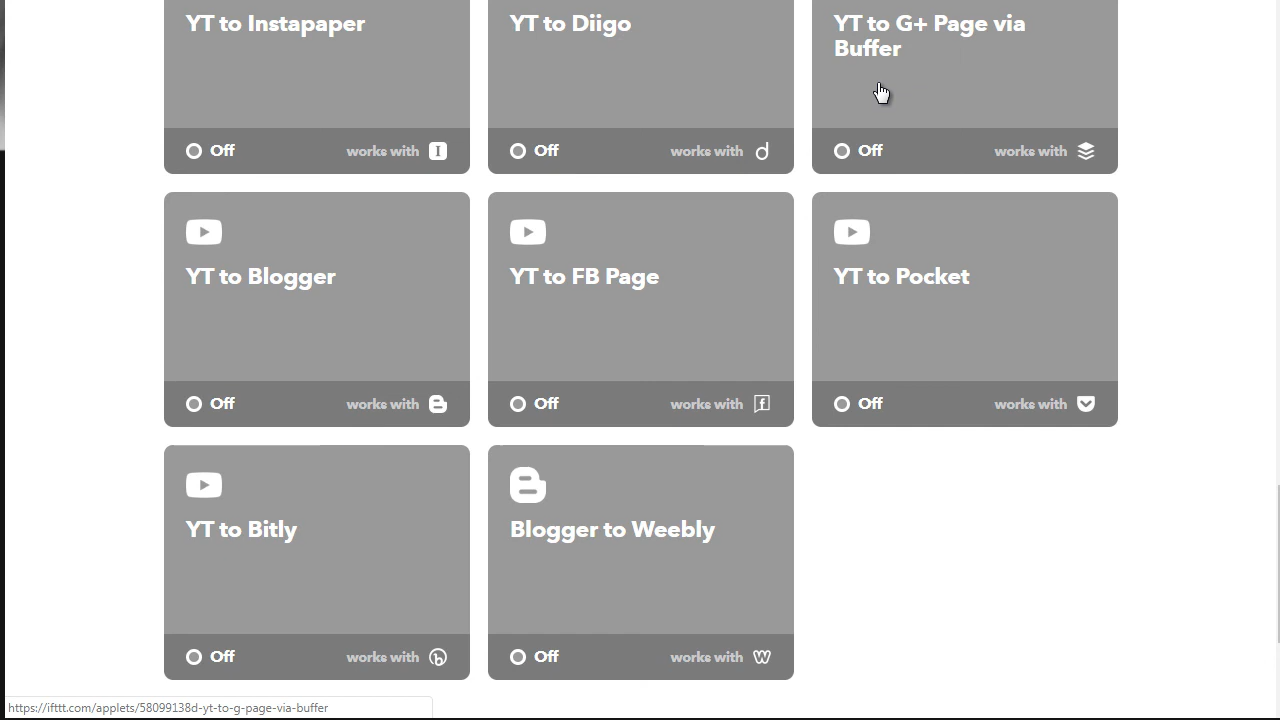 YT to Instapaper
YT to Diigo
YT to G+ Page via
Buffer
Off
works with
Off
works with
Off
works with
YT to Blogger
YT to FB Page
YT to Pocket
Off
works with
Off
works with
Off
works with
YT to Bitly
Blogger to Weebly
Off
works with
Off
works with
https://ifttt.com/applets/58099138d-yt-to-g-page-via-buffer